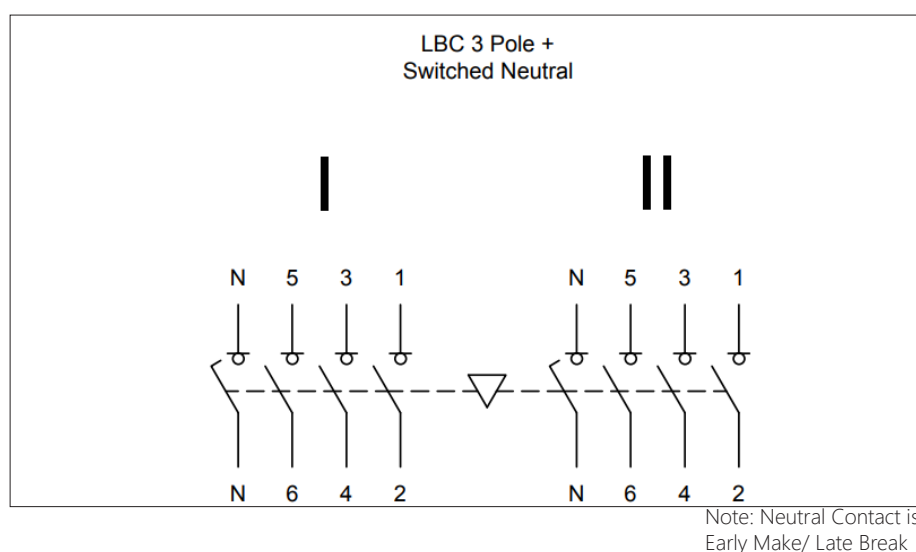 LBC 3 Pole +
Switched Neutral
I II
N 5 3 1 N 5 3 1
N 6 4 2 N 6 4 2
Note: Neutral Contact is
Early Make/ Late Break